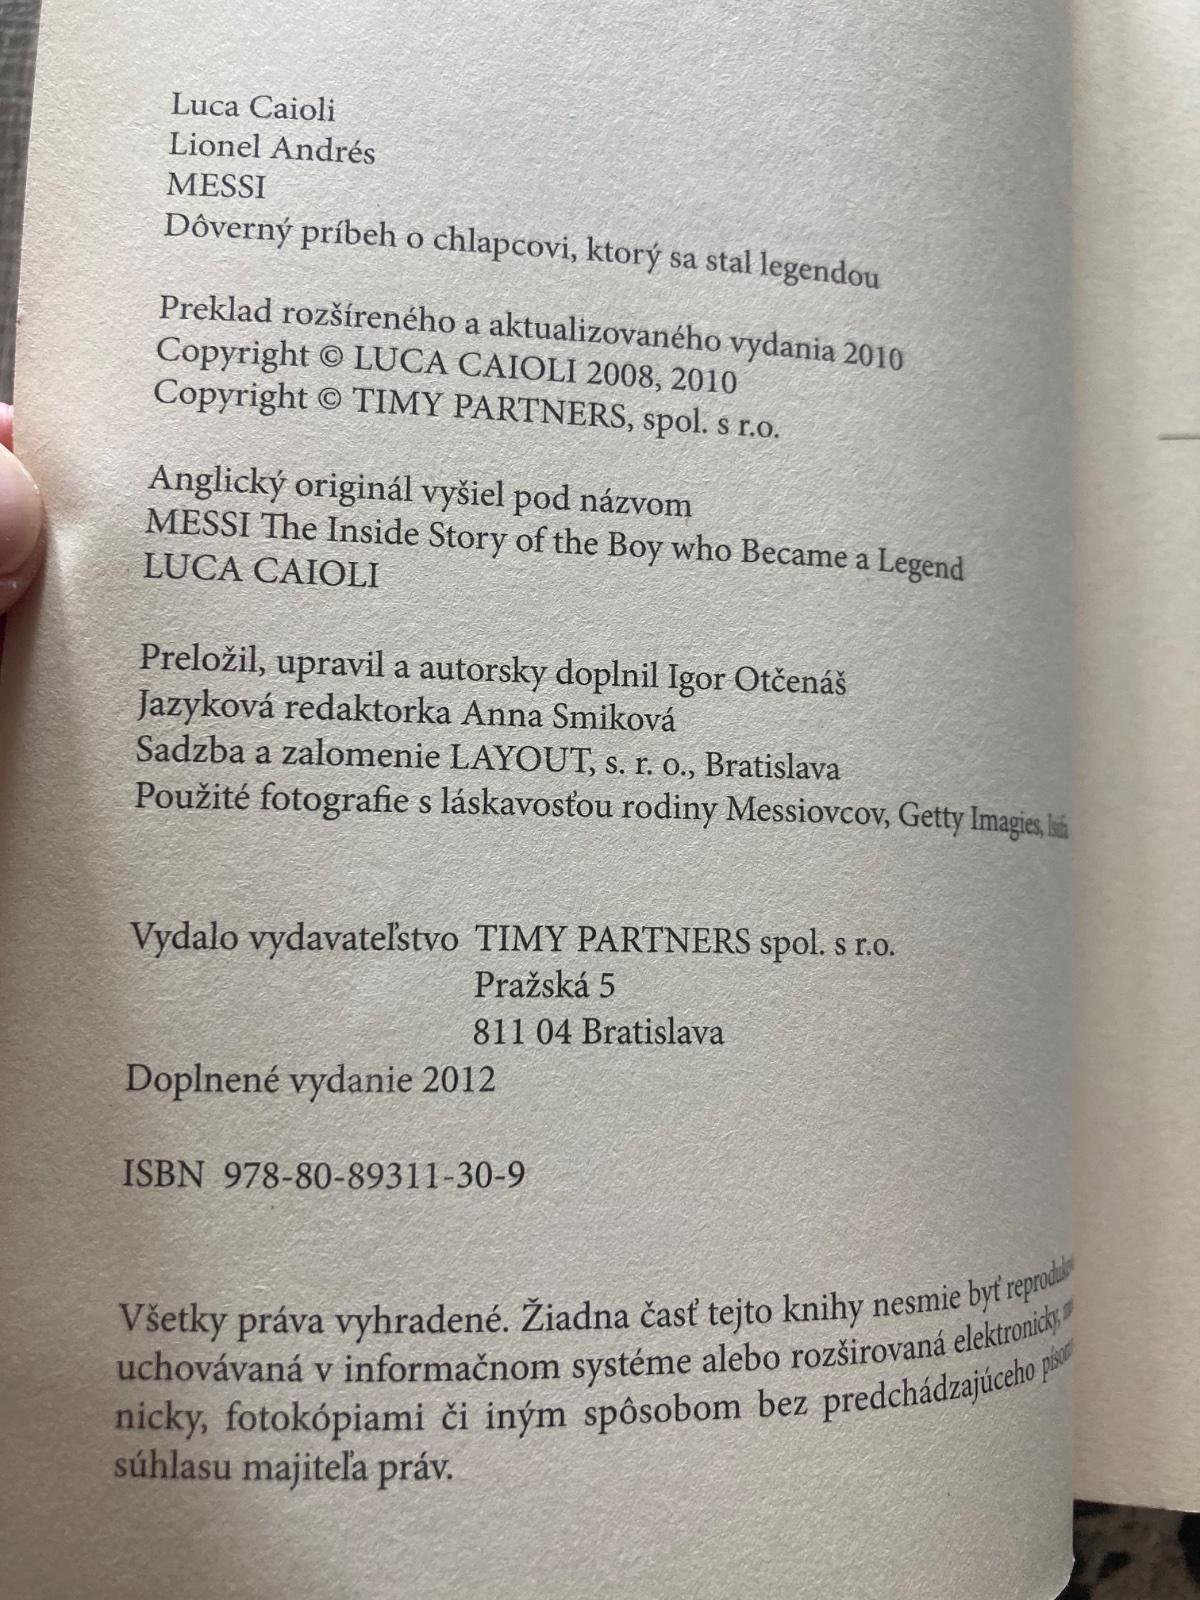 Luca Caioli
Lionel Andrés
MESSI
Dôverný príbeh o chlapcovi, ktorý sa stal legendou
Preklad rozšíreného a aktualizovaného vydania 2010
Copyright © LUCA CAIOLI 2008, 2010
Copyright © TIMY PARTNERS, spol. s r.o.
Anglický originál vyšiel pod názvom
MESSI The Inside Story of the Boy who Became a Legend
LUCA CAIOLI
Preložil, upravil a autorsky doplnil Igor Otčenáš
Jazyková redaktorka Anna Smiková
Sadzba a zalomenie LAYOUT, s. r. o., Bratislava
Použité fotografie s láskavosťou rodiny Messiovcov, Getty Imagies,
Vydalo vydavateľstvo TIMY PARTNERS spol. s r.o.
Pražská 5
811 04 Bratislava
Doplnené vydanie 2012
ISBN 978-80-89311-30-9
Všetky práva vyhradené. Žiadna časť tejto knihy nesmie byť
uchovávaná v informačnom systéme alebo rozširovaná elektronicky,
nicky, fotokópiami či iným spôsobom bez predchádzajúceho
súhlasu majiteľa práv.